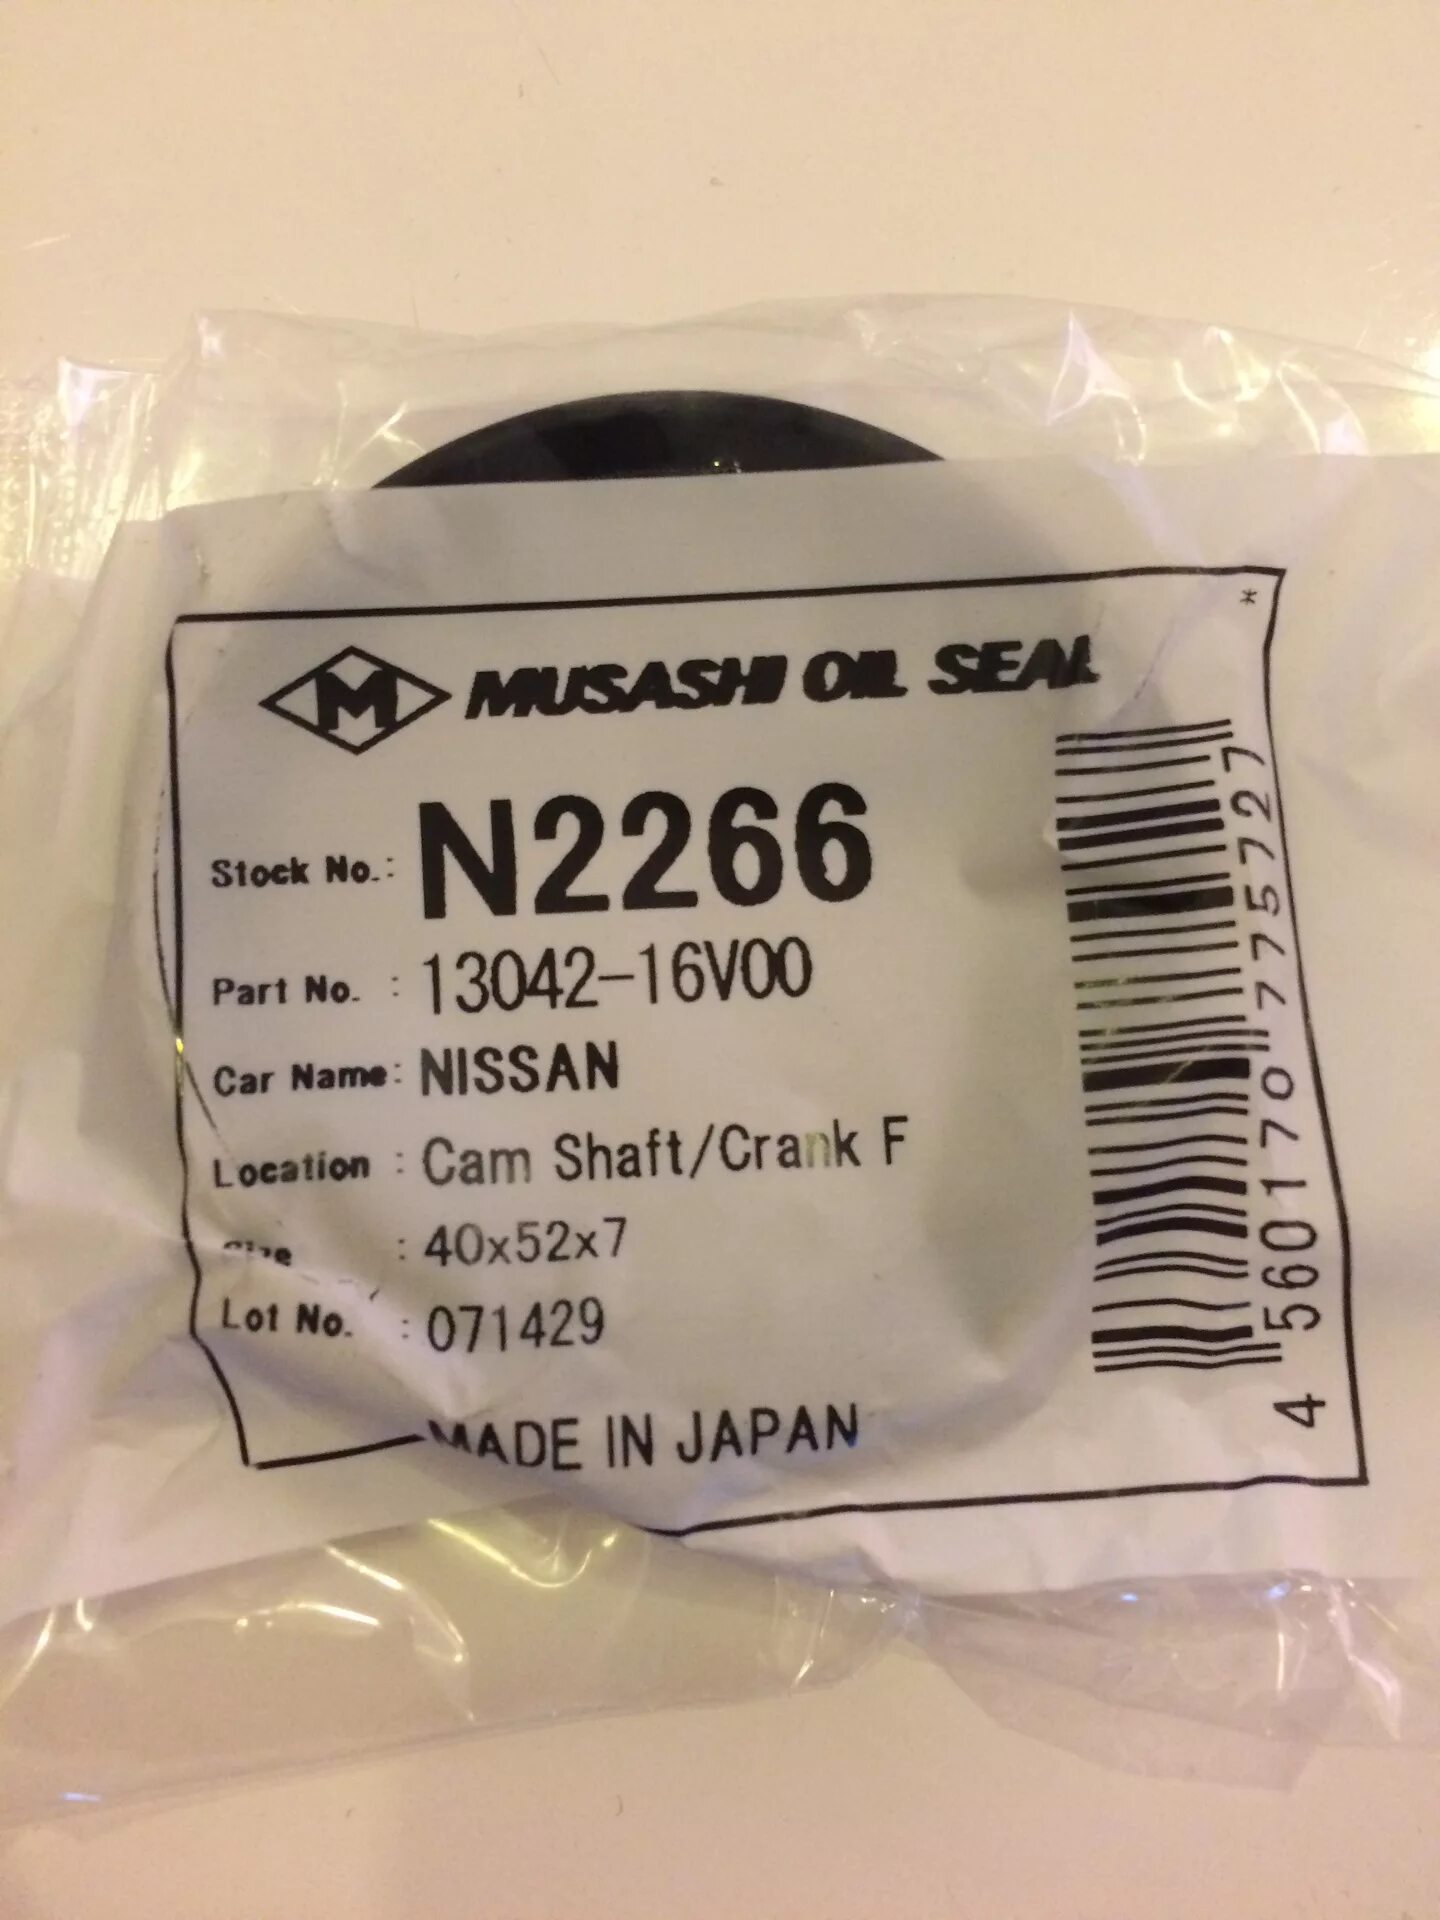 *
M MUSASHI OIL SEAL
Stock No.: N2266
Part No. : 13042-16V00
Car Name: NISSAN
Location : Cam Shaft/Crank F
Size : 40x52x7
Lot No. : 071429
MADE IN JAPAN
4 560170 775727